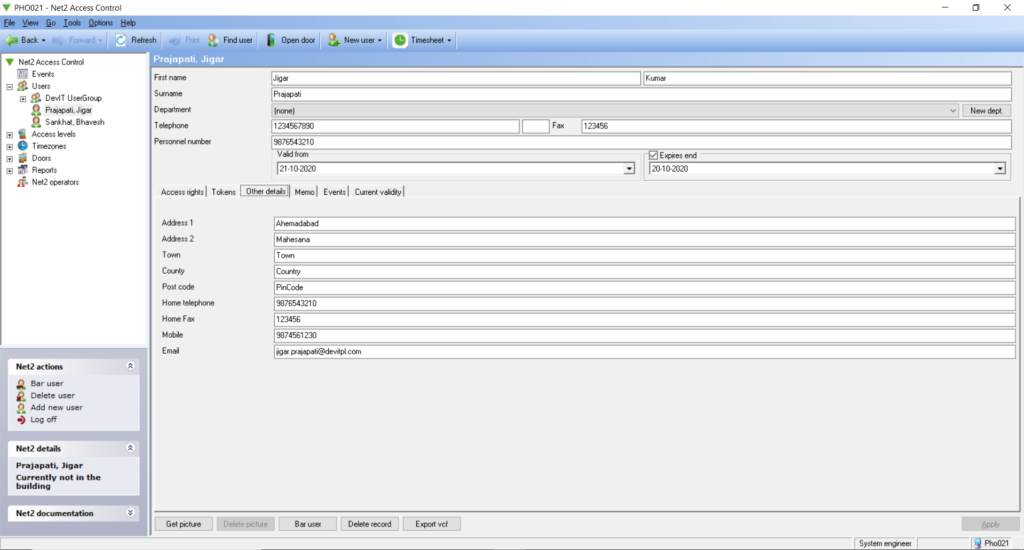 PHO021 - Net2 Access Control
File View Go Tools Options Help
Back Forward Refresh Print Find user Open door New user Timesheet
Net2 Access Control
Events
Users
DevIT UserGroup
Prajapati, Jigar
Sankhat, Bhavesh
Access levels
Timezones
Doors
Reports
Net2 operators
Net2 actions
Bar user
Delete user
Add new user
Log off
Net2 details
Prajapati, Jigar
Currently not in the
building
Net2 documentation
Prajapati, Jigar
First name Jigar Kumar
Surname Prajapati
Department (none) New dept.
Telephone 1234567890 Fax 123456
Personnel number 9876543210
Valid from Expires end
21-10-2020 20-10-2020
Access rights Tokens Other details Memo Events Current validity
Address 1 Ahemadabad
Address 2 Mahesana
Town Town
County Country
Post code PinCode
Home telephone 9876543210
Home Fax 123456
Mobile 9874561230
Email jigar.prajapati@devitpl.com
Get picture Delete picture Bar user Delete record Export vcf Apply
System engineer Pho021